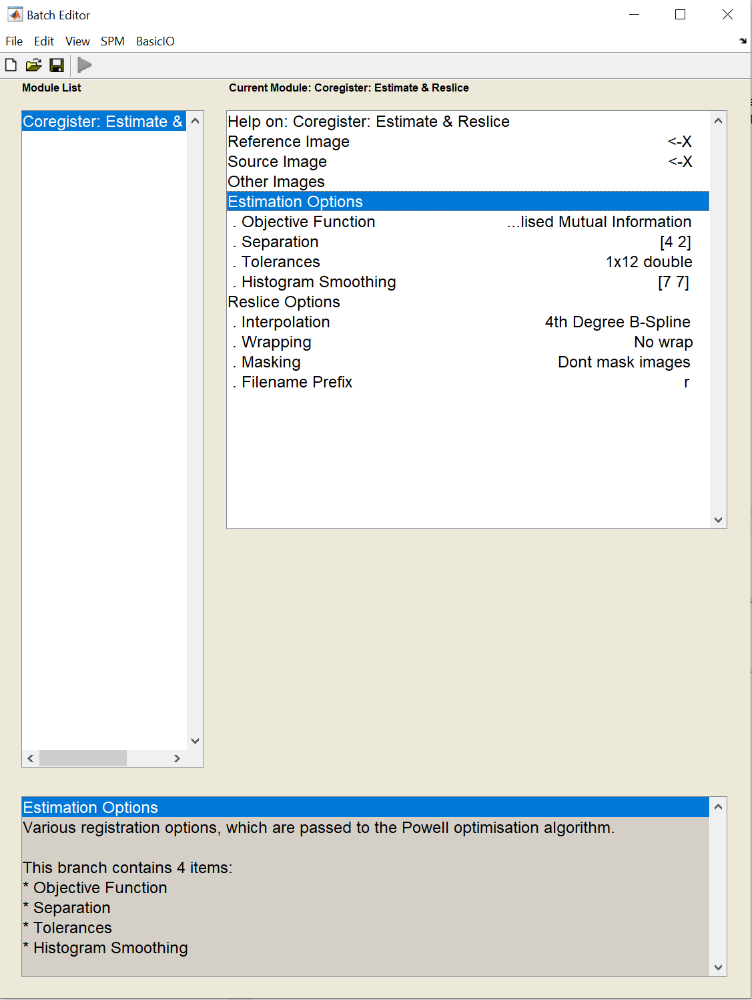 Batch Editor
File Edit View SPM BasicIO
Module List
Current Module: Coregister: Estimate & Reslice
Coregister: Estimate &
Help on: Coregister: Estimate & Reslice
Reference Image <-X
Source Image <-X
Other Images
Estimation Options
. Objective Function ...lised Mutual Information
. Separation [4 2]
. Tolerances 1x12 double
. Histogram Smoothing [7 7]
Reslice Options
. Interpolation 4th Degree B-Spline
. Wrapping No wrap
. Masking Dont mask images
. Filename Prefix r
Estimation Options
Various registration options, which are passed to the Powell optimisation algorithm.
This branch contains 4 items:
* Objective Function
* Separation
* Tolerances
* Histogram Smoothing